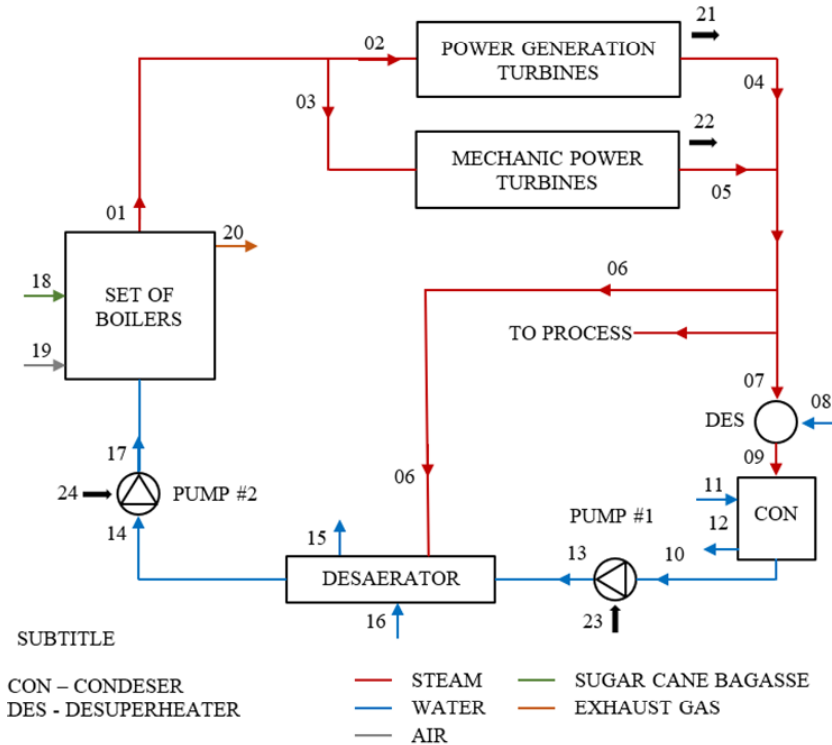 21
02
POWER GENERATION
TURBINES
04
03
22
MECHANIC POWER
TURBINES
05
01
20
18
SET OF
BOILERS
19
06
TO PROCESS
07
08
DES
09
17
24
PUMP #2
14
06
11
12
CON
PUMP #1
15
13
10
DESAERATOR
16
23
SUBTITLE
CON – CONDESER
DES - DESUPERHEATER
STEAM
WATER
AIR
SUGAR CANE BAGASSE
EXHAUST GAS